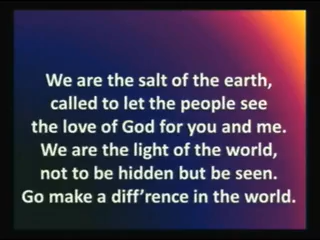 We are the salt of the earth,
called to let the people see
the love of God for you and me.
We are the light of the world,
not to be hidden but be seen.
Go make a diff'rence in the world.